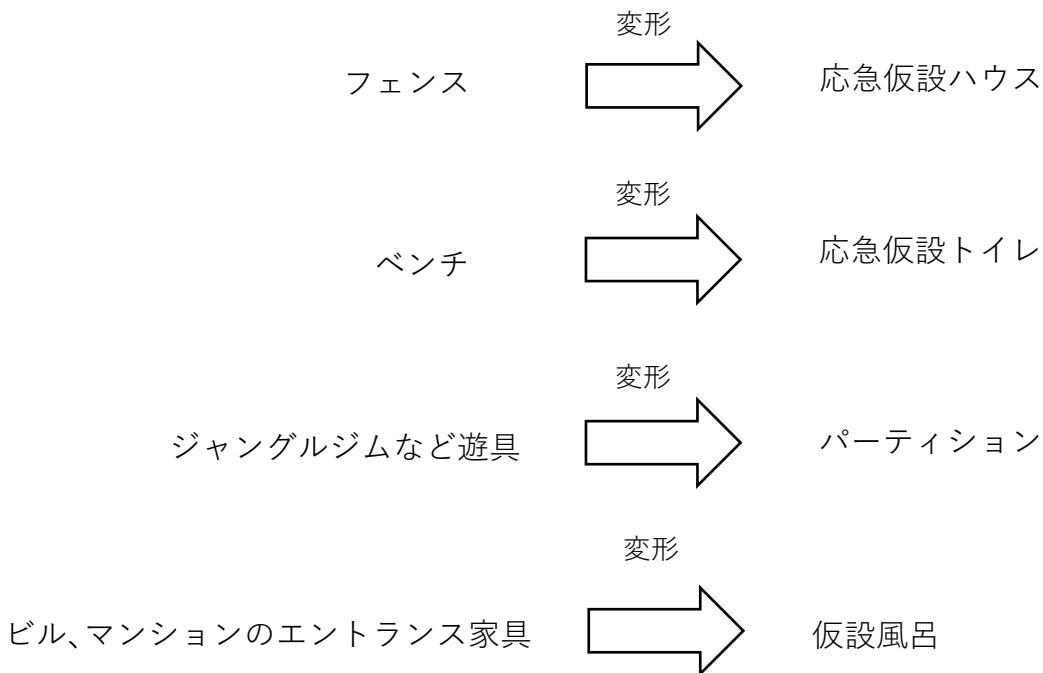 変形
フェンス
応急仮設ハウス
変形
ベンチ
応急仮設トイレ
変形
ジャングルジムなど遊具
パーティション
変形
ビル、マンションのエントランス家具
仮設風呂